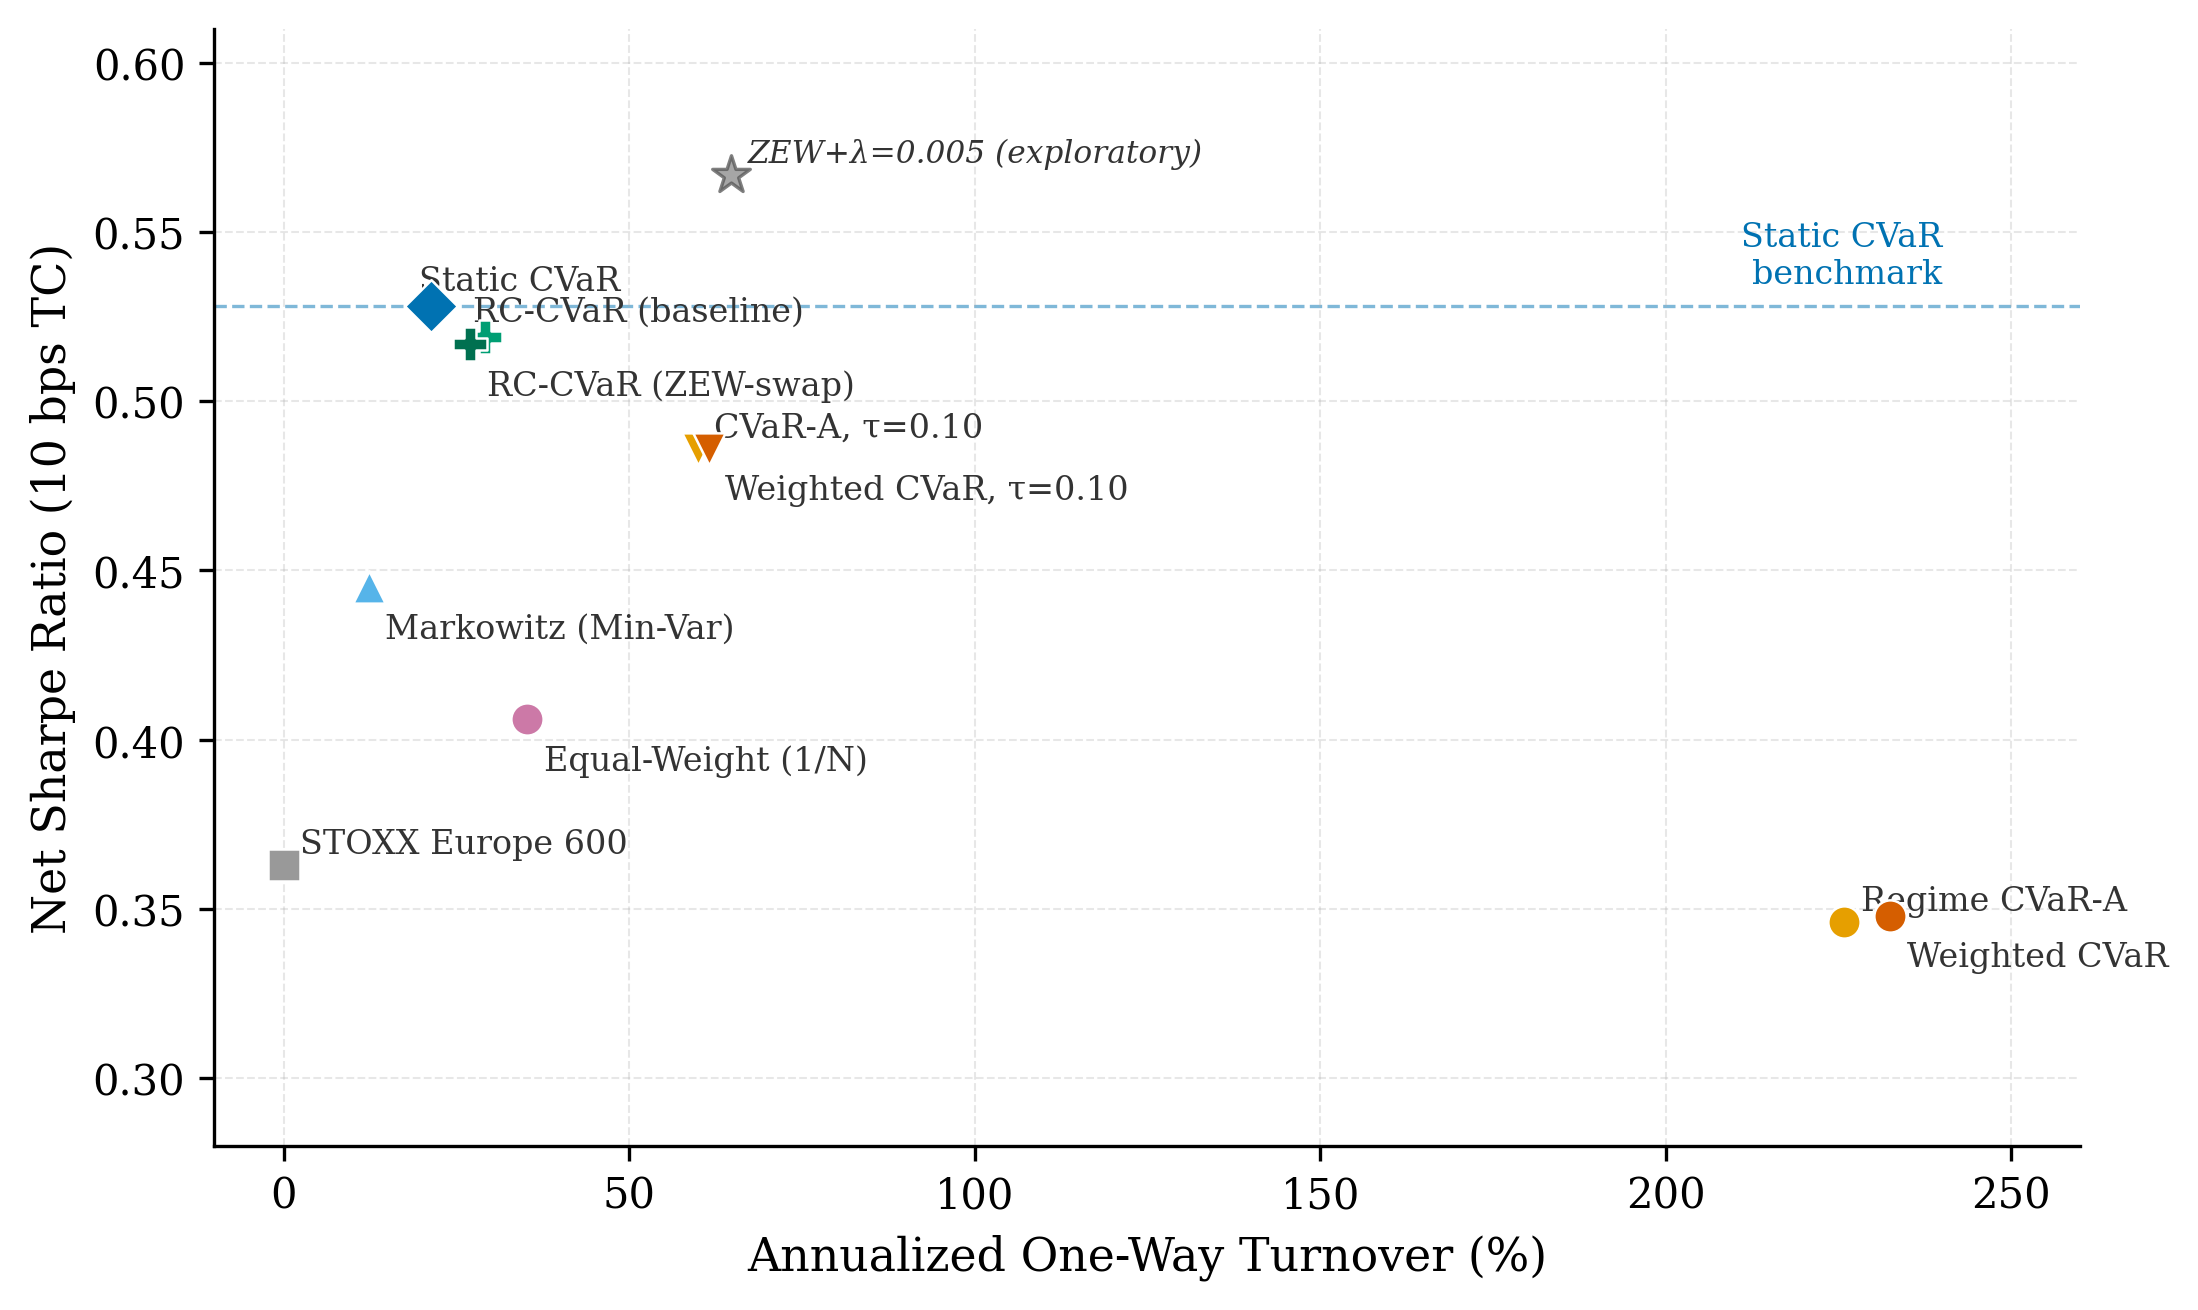 Net Sharpe Ratio (10 bps TC)
0.60
0.55
0.50
0.45
0.40
0.35
0.30
ZEW+λ=0.005 (exploratory)
Static CVaR
benchmark
Static CVaR
RC-CVaR (baseline)
RC-CVaR (ZEW-swap)
CVaR-A, τ=0.10
Weighted CVaR, τ=0.10
Markowitz (Min-Var)
Equal-Weight (1/N)
STOXX Europe 600
Regime CVaR-A
Weighted CVaR
0 50 100 150 200 250
Annualized One-Way Turnover (%)